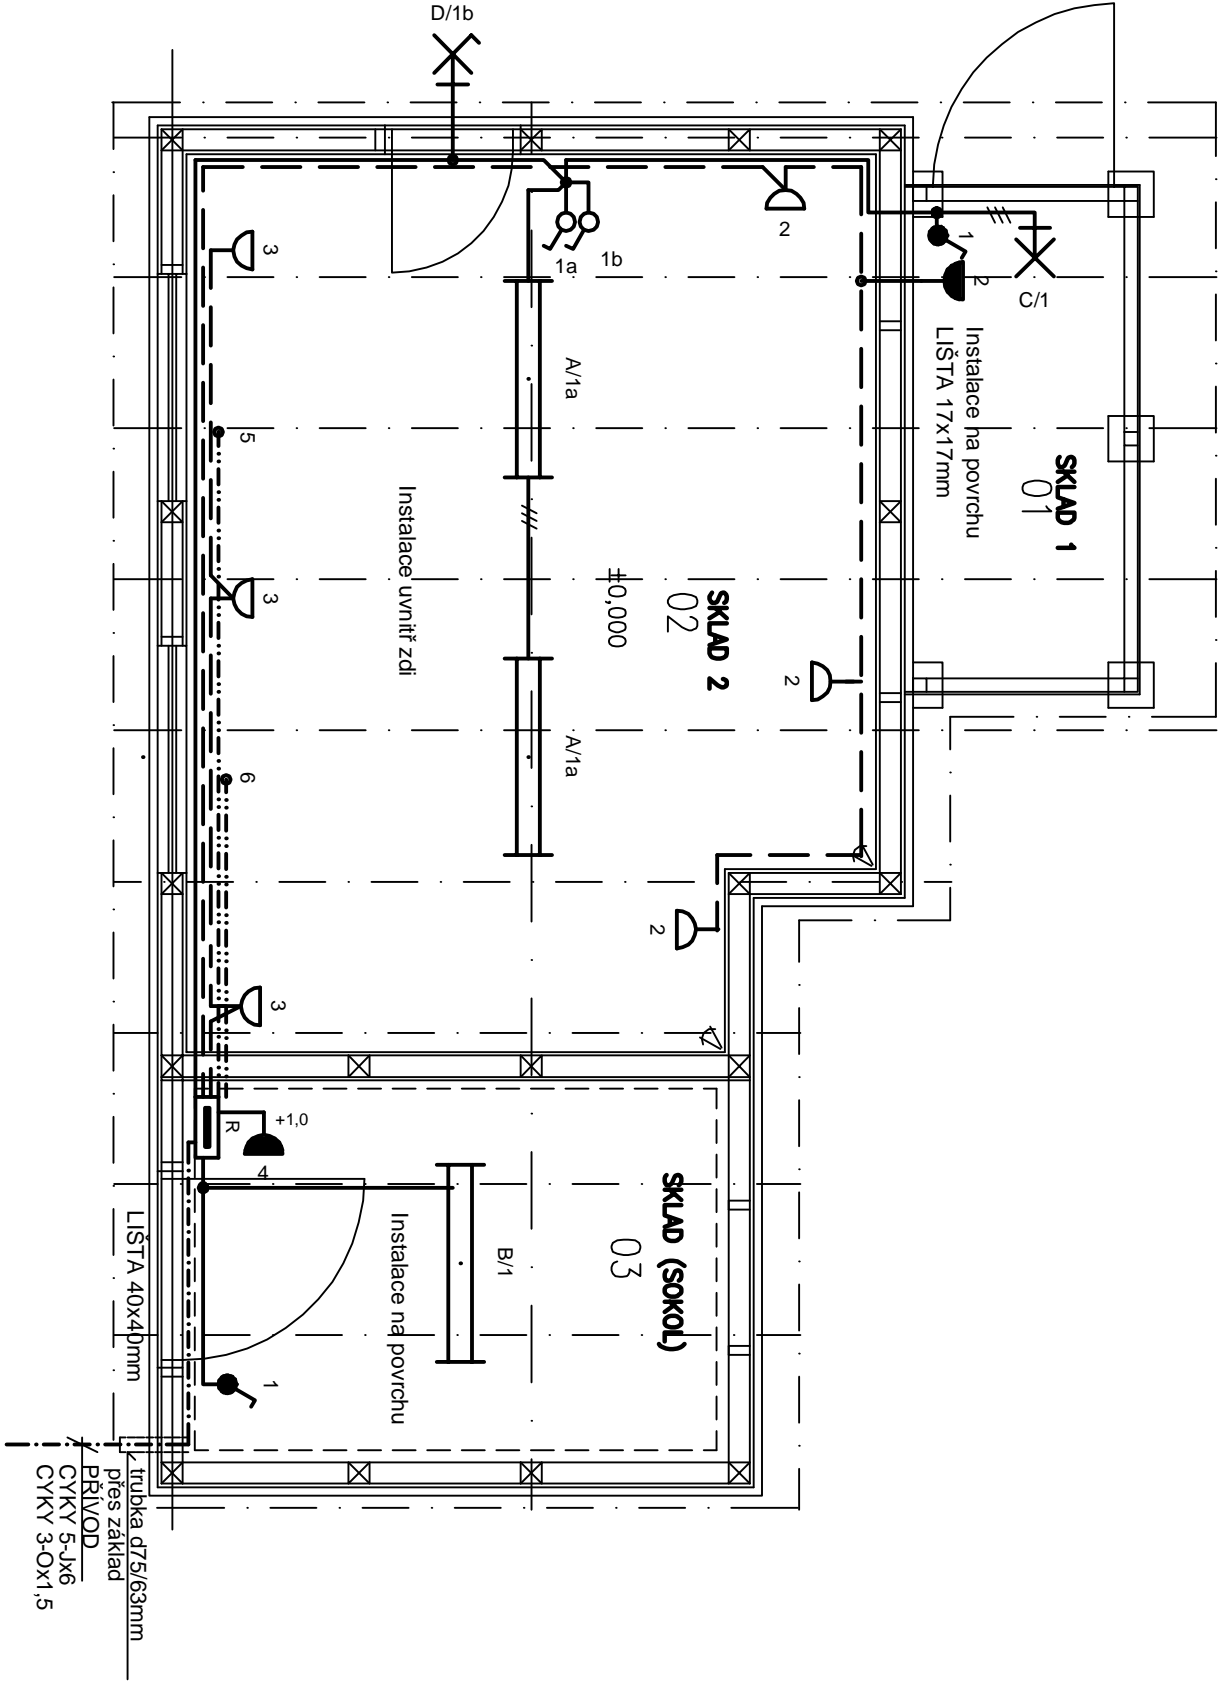 D/1b
2
3
1a
1b
1
2
C/1
Instalace na povrchu
LIŠTA 17x17mm
SKLAD 1
01
A/1a
5
Instalace uvnitř zdi
±0,000
SKLAD 2
02
3
2
A/1a
6
2
3
R
+1,0
4
SKLAD (SOKOL)
03
B/1
Instalace na povrchu
LIŠTA 40x40mm
1
trubka d75/63mm
přes základ
PŘÍVOD
CYKY 5-Jx6
CYKY 3-Ox1,5